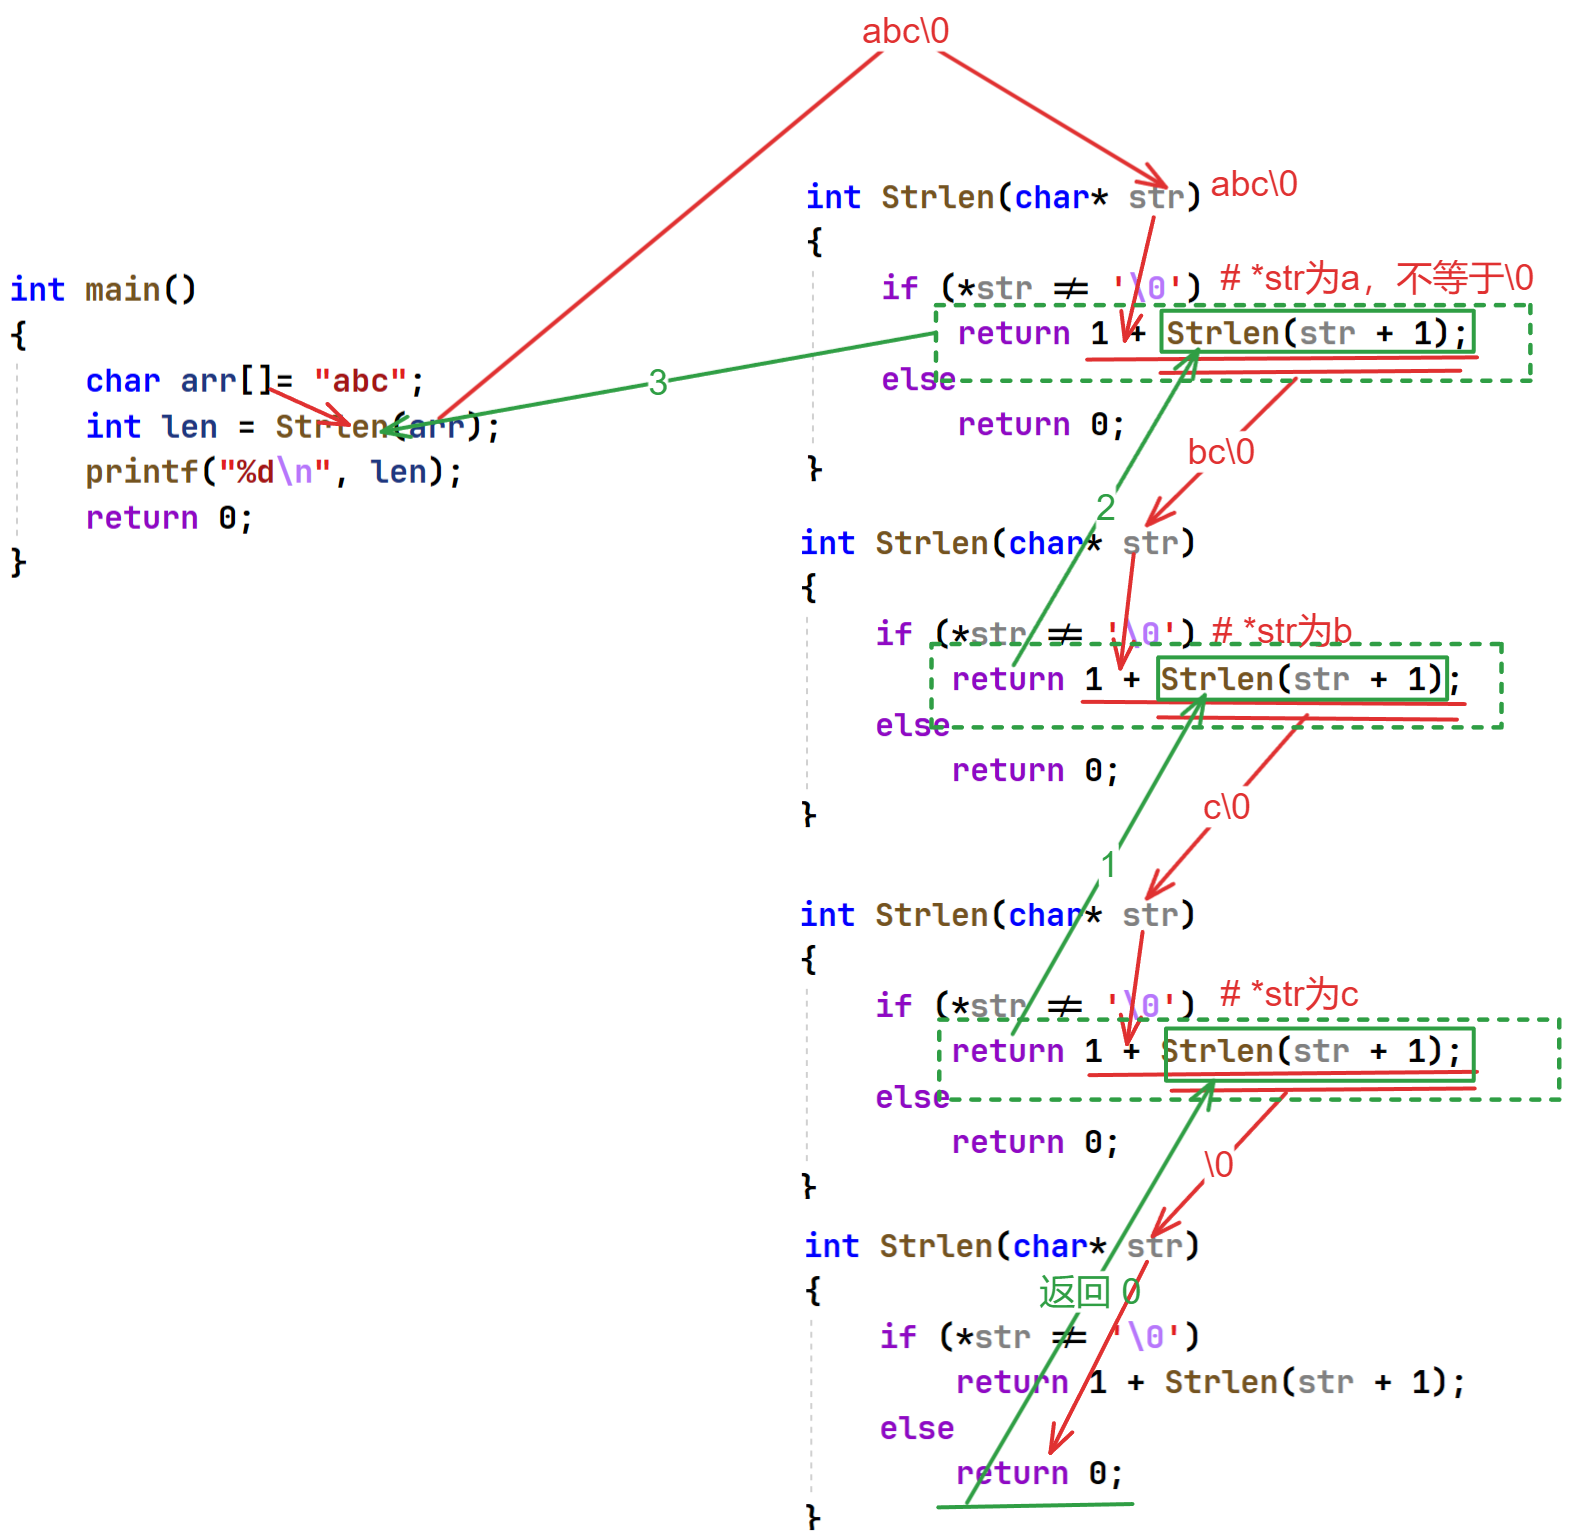 abc\0
int main()
{
char arr[]= "abc";
int len = Strlen(arr);
printf("%d\n", len);
return 0;
}
3
int Strlen(char* str) abc\0
{
if (*str ≠ '\0') # *str为a，不等于\0
return 1 + Strlen(str + 1);
else
return 0;
}
bc\0
2
int Strlen(char* str)
{
if (*str ≠ '\0') # *str为b
return 1 + Strlen(str + 1);
else
return 0;
}
c\0
1
int Strlen(char* str)
{
if (*str ≠ '\0') # *str为c
return 1 + Strlen(str + 1);
else
return 0;
}
\0
int Strlen(char* str)
{
返回 0
if (*str ≠ '\0')
return 1 + Strlen(str + 1);
else
return 0;
}